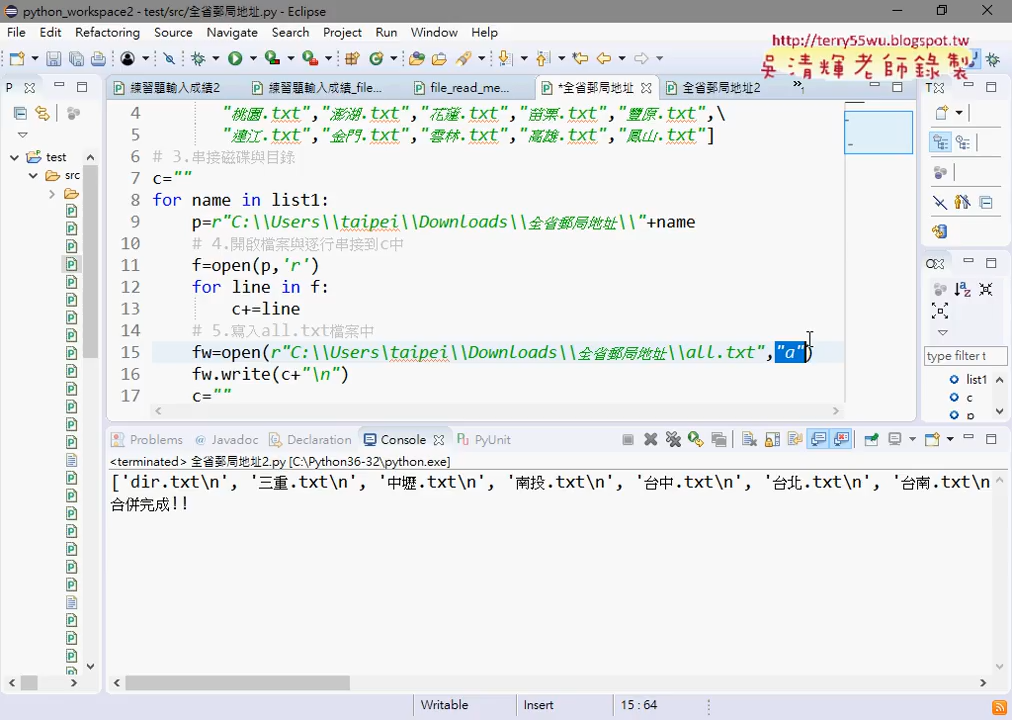 python_workspace2 - test/src/全省郵局地址.py - Eclipse
File Edit Refactoring Source Navigate Search Project Run Window Help
http://terry55wu.blogspot.tw
吳清輝老師錄製
P 練習題輸入成績2 練習題輸入成績_file... file_read_me... *全省郵局地址 全省郵局地址2 »1
test
src
4 "桃園.txt","澎湖.txt","花蓮.txt","苗栗.txt","豐原.txt",\
5 "連江.txt","金門.txt","雲林.txt","高雄.txt","鳳山.txt"]
6 # 3.串接磁碟與目錄
7 c=""
8 for name in list1:
9 p=r"C:\\Users\\taipei\\Downloads\\全省郵局地址\\"+name
10 # 4.開啟檔案與逐行串接到c中
11 f=open(p,'r')
12 for line in f:
13 c+=line
14 # 5.寫入all.txt檔案中
15 fw=open(r"C:\\Users\taipei\\Downloads\\全省郵局地址\\all.txt","a")
16 fw.write(c+"\n")
17 c=""
type filter t
list1
c
p
Problems Javadoc Declaration Console PyUnit
<terminated> 全省郵局地址2.py [C:\Python36-32\python.exe]
['dir.txt\n', '三重.txt\n', '中壢.txt\n', '南投.txt\n', '台中.txt\n', '台北.txt\n', '台南.txt\n
合併完成!!
Writable Insert 15 : 64